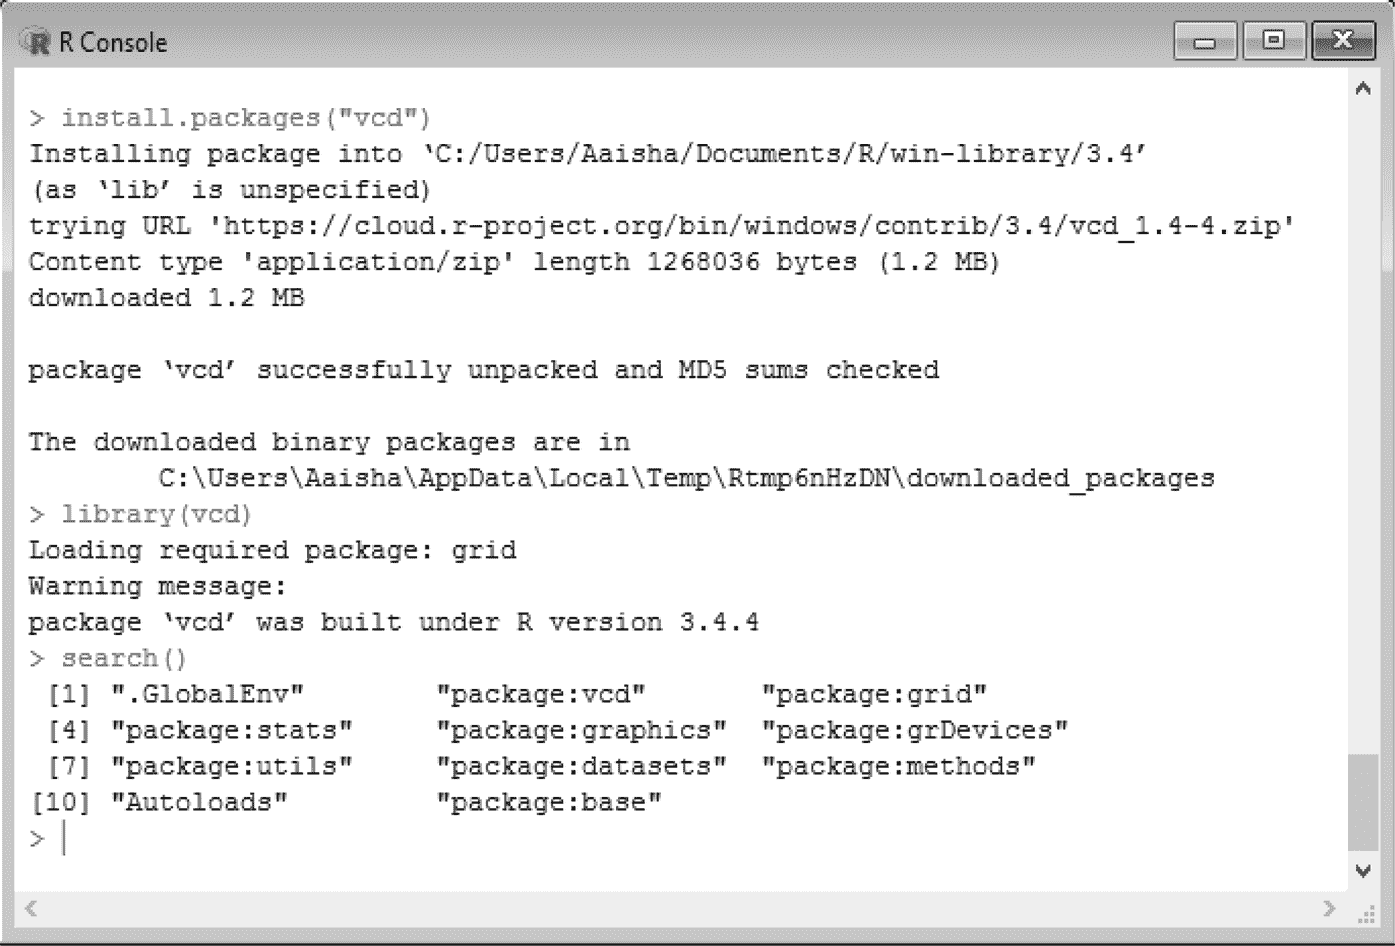 R Console
> install.packages("vcd")
Installing package into ‘C:/Users/Aaisha/Documents/R/win-library/3.4’
(as ‘lib’ is unspecified)
trying URL 'https://cloud.r-project.org/bin/windows/contrib/3.4/vcd_1.4-4.zip'
Content type 'application/zip' length 1268036 bytes (1.2 MB)
downloaded 1.2 MB
package ‘vcd’ successfully unpacked and MD5 sums checked
The downloaded binary packages are in
C:\Users\Aaisha\AppData\Local\Temp\Rtmp6nHzDN\downloaded_packages
> library(vcd)
Loading required package: grid
Warning message:
package ‘vcd’ was built under R version 3.4.4
> search()
[1] ".GlobalEnv" "package:vcd" "package:grid"
[4] "package:stats" "package:graphics" "package:grDevices"
[7] "package:utils" "package:datasets" "package:methods"
[10] "Autoloads" "package:base"
>